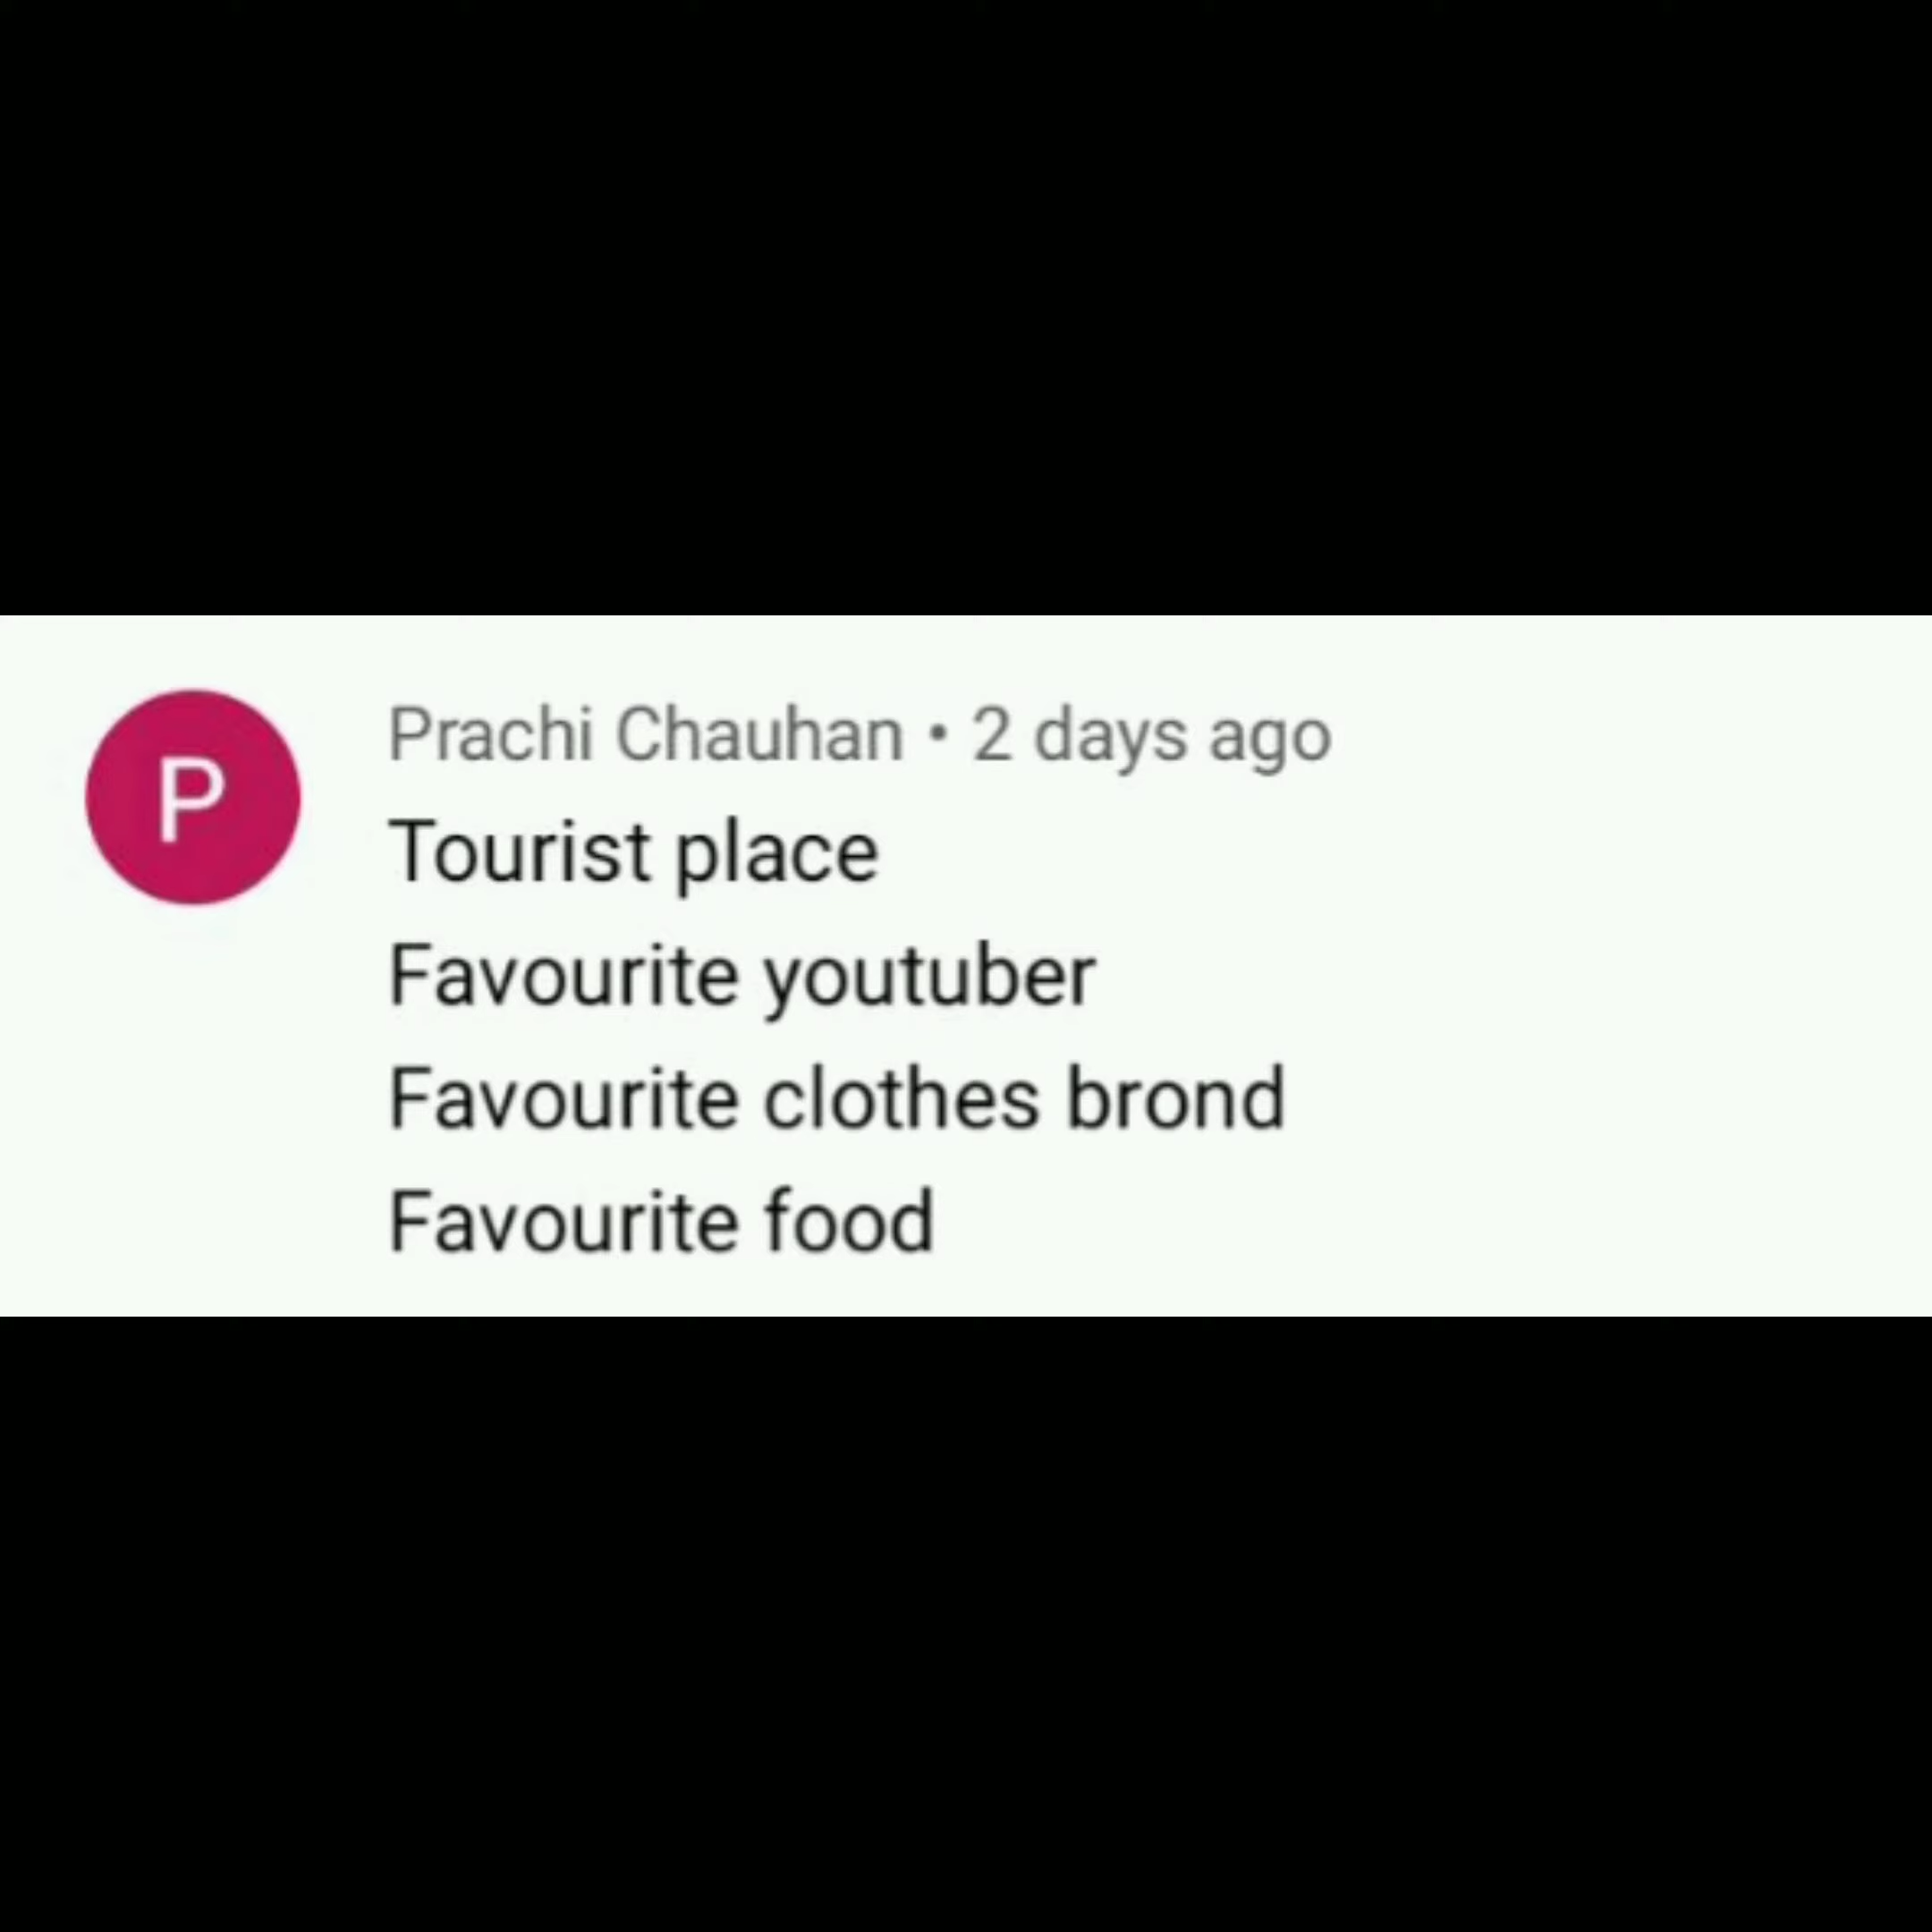 P
Prachi Chauhan • 2 days ago
Tourist place
Favourite youtuber
Favourite clothes brond
Favourite food